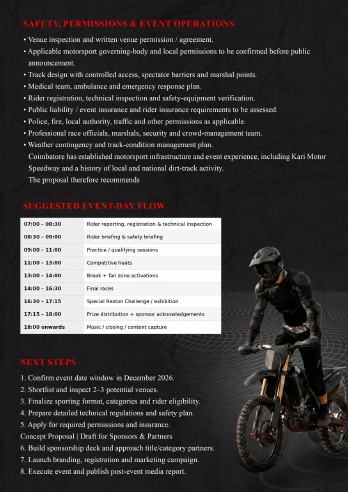 SAFETY, PERMISSIONS & EVENT OPERATIONS
• Venue inspection and written venue permission / agreement.
• Applicable motorsport governing-body and local permissions to be confirmed before public
announcement.
• Track design with controlled access, spectator barriers and marshal points.
• Medical team, ambulance and emergency response plan.
• Rider registration, technical inspection and safety-equipment verification.
• Public liability / event insurance and rider insurance requirements to be assessed.
• Police, fire, local authority, traffic and other permissions as applicable.
• Professional race officials, marshals, security and crowd-management team.
• Weather contingency and track-condition management plan.
Coimbatore has established motorsport infrastructure and event experience, including Kari Motor
Speedway and a history of local and national dirt-track activity.
The proposal therefore recommends
SUGGESTED EVENT-DAY FLOW
07:00 – 08:30 Rider reporting, registration & technical inspection
08:30 – 09:00 Rider briefing & safety briefing
09:00 – 11:00 Practice / qualifying sessions
11:00 – 13:00 Competitive heats
13:00 – 14:00 Break + fan zone activations
14:00 – 16:30 Final races
16:30 – 17:15 Special Reston Challenge / exhibition
17:15 – 18:00 Prize distribution + sponsor acknowledgements
18:00 onwards Music / closing / content capture
NEXT STEPS
1. Confirm event date window in December 2026.
2. Shortlist and inspect 2–3 potential venues.
3. Finalize sporting format, categories and rider eligibility.
4. Prepare detailed technical regulations and safety plan.
5. Apply for required permissions and insurance.
Concept Proposal | Draft for Sponsors & Partners
6. Build sponsorship deck and approach title/category partners.
7. Launch branding, registration and marketing campaign.
8. Execute event and publish post-event media report.